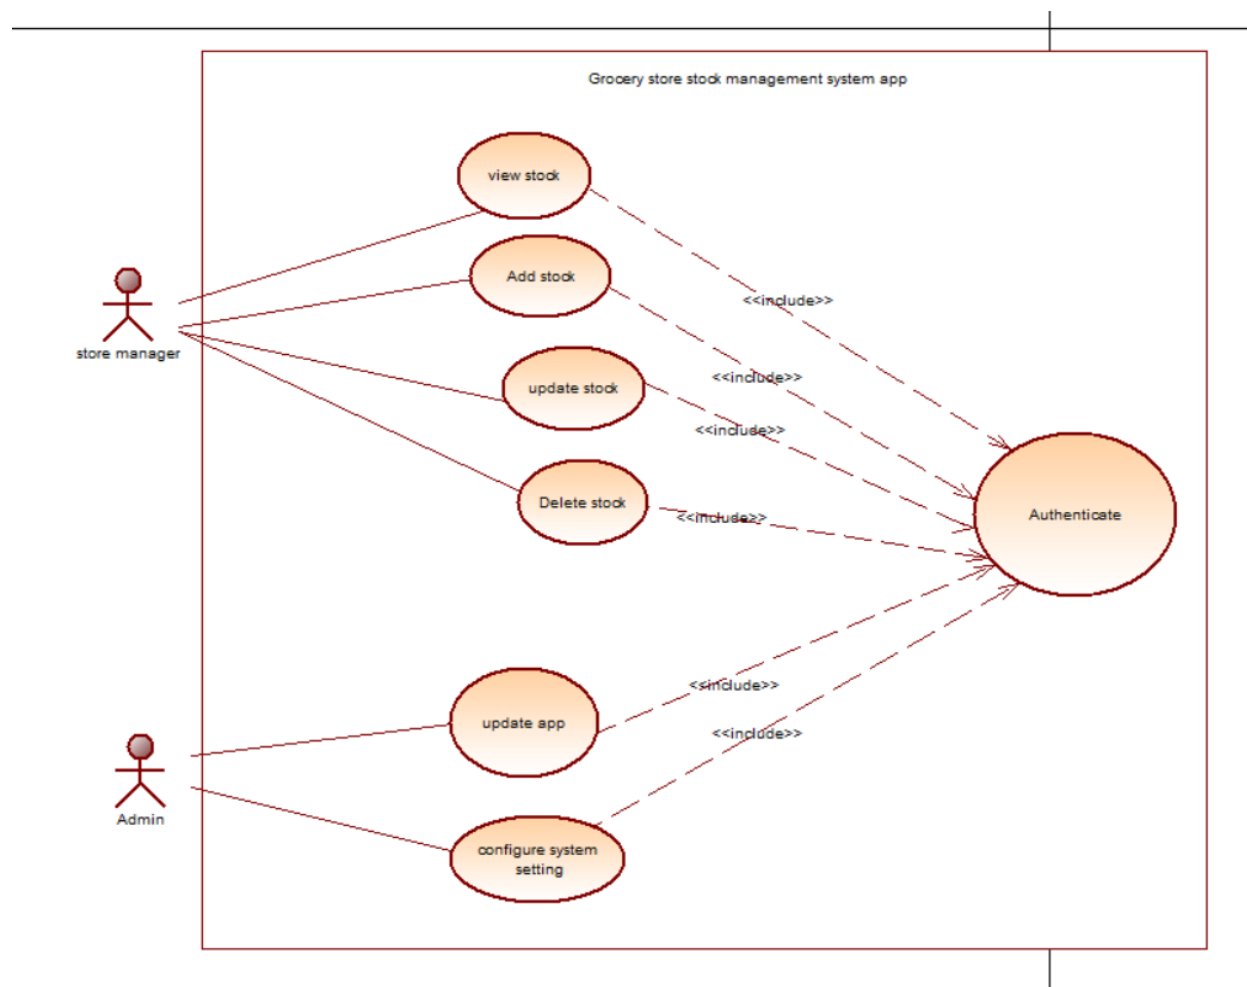 Grocery store stock management system app
view stock
Add stock
<<include>>
store manager
<<include>>
update stock
<<include>>
Delete stock
<<include>>
Authenticate
<<include>>
update app
<<include>>
Admin
configure system
setting